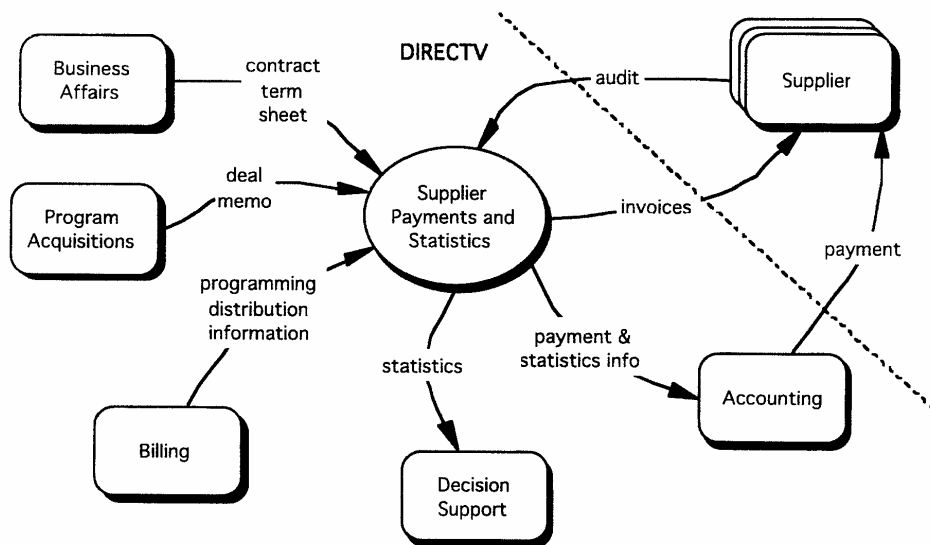 DIRECTV
Business
Affairs
contract
term
sheet
audit
Supplier
deal
memo
Program
Acquisitions
Supplier
Payments and
Statistics
invoices
programming
distribution
information
payment
statistics
payment &
statistics info
Accounting
Billing
Decision
Support